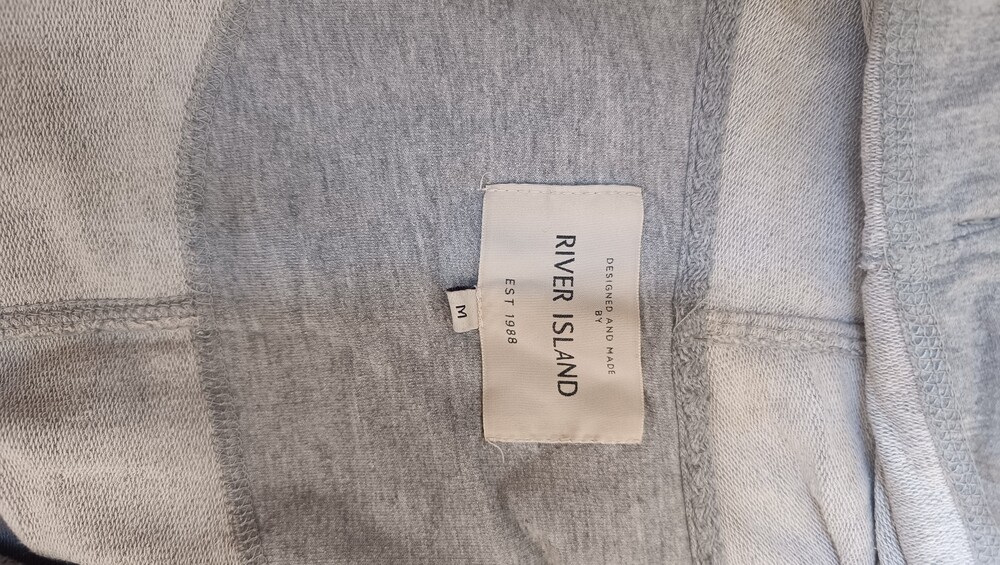 DESIGNED AND MADE
BY
RIVER ISLAND
EST 1988
M